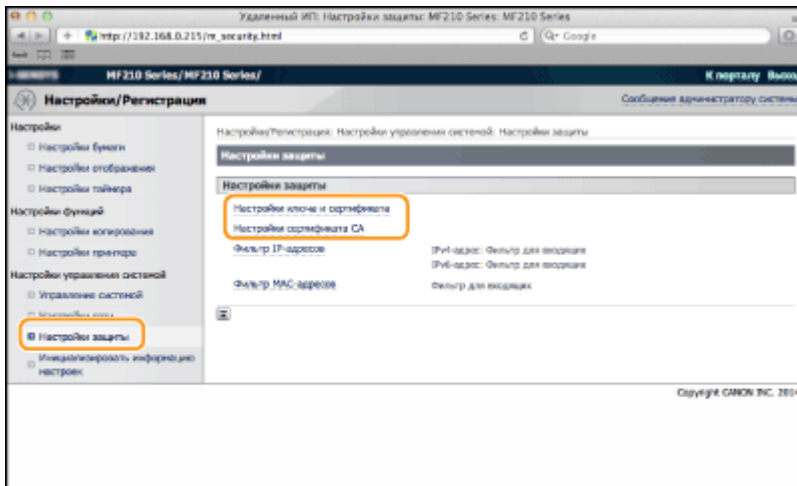 Удаленный ИП: Настройки защиты: MF210 Series: MF210 Series
http://192.168.0.215/m_security.html
Google
MF210 Series/MF210 Series/
К порталу
Настройки/Регистрация
Сообщение администратору системы
Настройки
Настройки бумаги
Настройки отображения
Настройки таймера
Настройки функций
Настройки копирования
Настройки принтера
Настройки управления системой
Управление системой
Настройки сети
Настройки защиты
Инициализировать информацию
настроек
Настройки/Регистрация: Настройки управления системой: Настройки защиты
Настройки защиты
Настройки защиты
Настройки ключа и сертификата
Настройки сертификата CA
Фильтр IP-адресов
IPv4-адрес: Фильтр для входящих
IPv6-адрес: Фильтр для входящих
Фильтр MAC-адресов
Фильтр для входящих
Copyright CANON INC. 2014